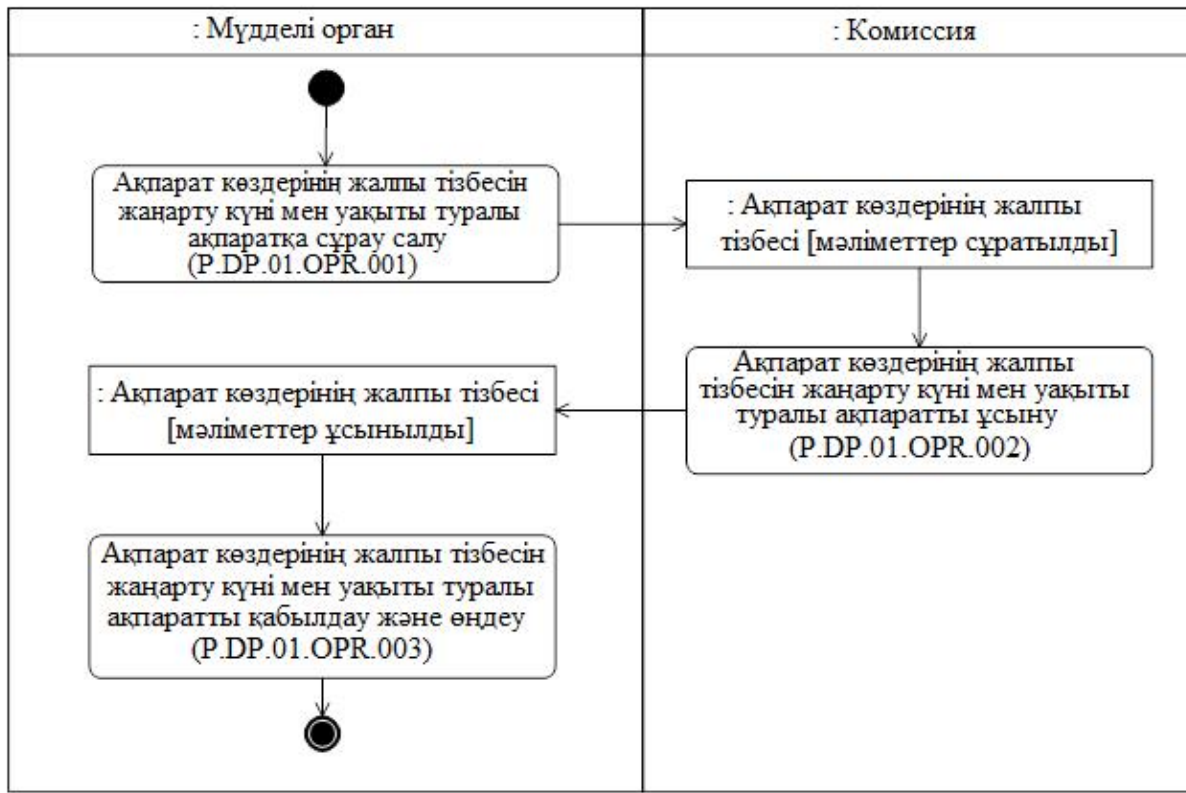 : Мүдделі орган
: Комиссия
Ақпарат көздерінің жалпы тізбесін
жаңарту күні мен уақыты туралы
ақпаратқа сұрау салу
(P.DP.01.OPR.001)
: Ақпарат көздерінің жалпы
тізбесі [мәліметтер сұратылды]
Ақпарат көздерінің жалпы
тізбесін жаңарту күні мен уақыты
туралы ақпаратты ұсыну
(P.DP.01.OPR.002)
: Ақпарат көздерінің жалпы тізбесі
[мәліметтер ұсынылды]
Ақпарат көздерінің жалпы тізбесін
жаңарту күні мен уақыты туралы
ақпаратты қабылдау және өңдеу
(P.DP.01.OPR.003)